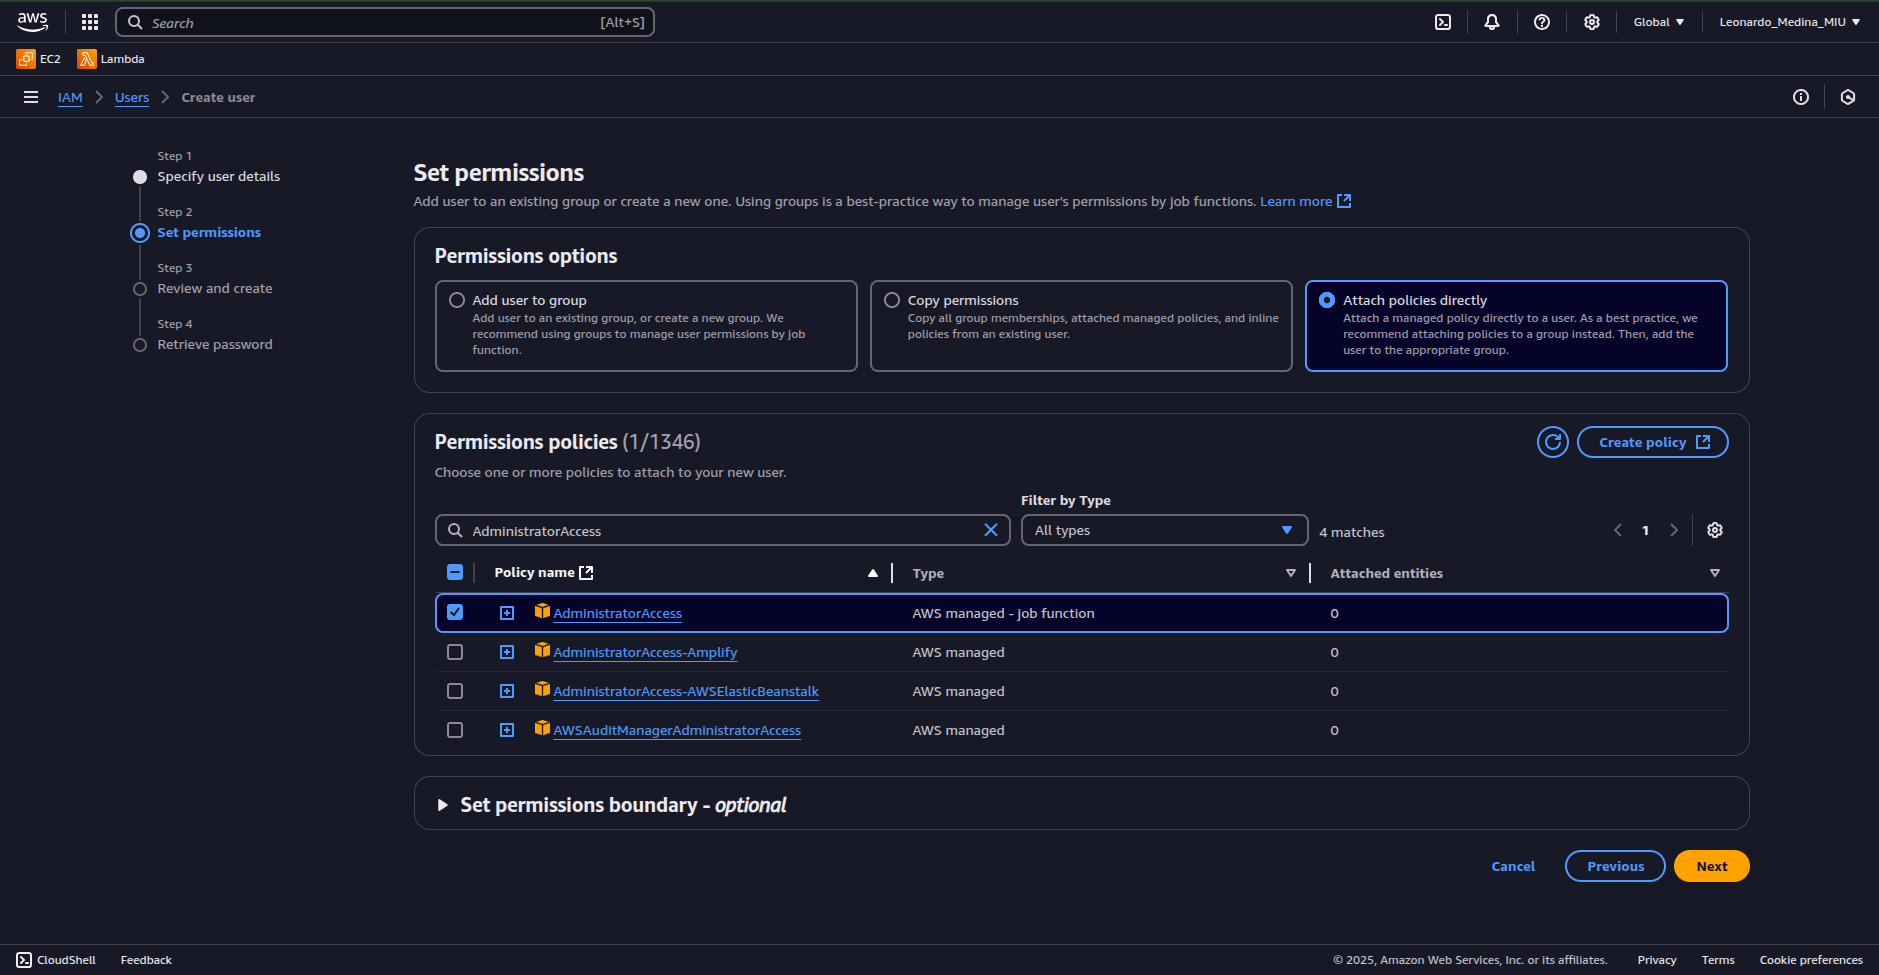 aws
Search [Alt+S]
Global
Leonardo_Medina_MIU
EC2
Lambda
IAM
Users
Create user
Step 1
Specify user details
Step 2
Set permissions
Step 3
Review and create
Step 4
Retrieve password
Set permissions
Add user to an existing group or create a new one. Using groups is a best-practice way to manage user's permissions by job functions. Learn more
Permissions options
Add user to group
Add user to an existing group, or create a new group. We
recommend using groups to manage user permissions by job
function.
Copy permissions
Copy all group memberships, attached managed policies, and inline
policies from an existing user.
Attach policies directly
Attach a managed policy directly to a user. As a best practice, we
recommend attaching policies to a group instead. Then, add the
user to the appropriate group.
Permissions policies (1/1346)
Create policy
Choose one or more policies to attach to your new user.
Filter by Type
AdministratorAccess
All types
4 matches
1
Policy name
Type
Attached entities
AdministratorAccess
AWS managed - job function
0
AdministratorAccess-Amplify
AWS managed
0
AdministratorAccess-AWSElasticBeanstalk
AWS managed
0
AWSAuditManagerAdministratorAccess
AWS managed
0
Set permissions boundary - optional
Cancel
Previous
Next
CloudShell
Feedback
© 2025, Amazon Web Services, Inc. or its affiliates.
Privacy
Terms
Cookie preferences